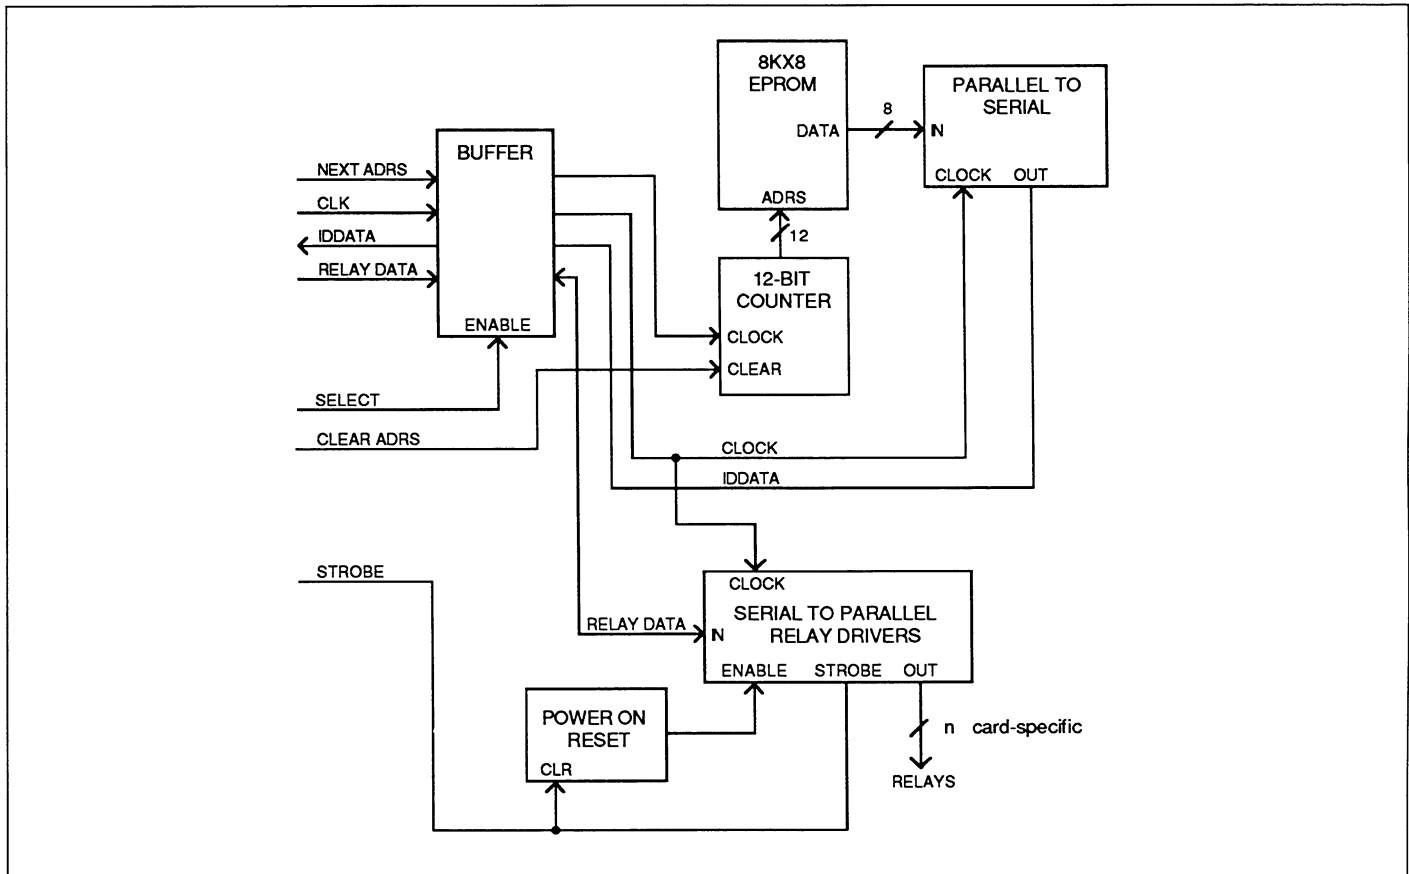 8KX8
EPROM
DATA
ADRS
8
PARALLEL TO
SERIAL
IN
CLOCK OUT
BUFFER
ENABLE
NEXT ADRS
CLK
IDDATA
RELAY DATA
SELECT
CLEAR ADRS
12
12-BIT
COUNTER
CLOCK
CLEAR
CLOCK
IDDATA
STROBE
CLOCK
SERIAL TO PARALLEL
RELAY DRIVERS
IN
ENABLE STROBE OUT
RELAY DATA
POWER ON
RESET
CLR
n card-specific
RELAYS